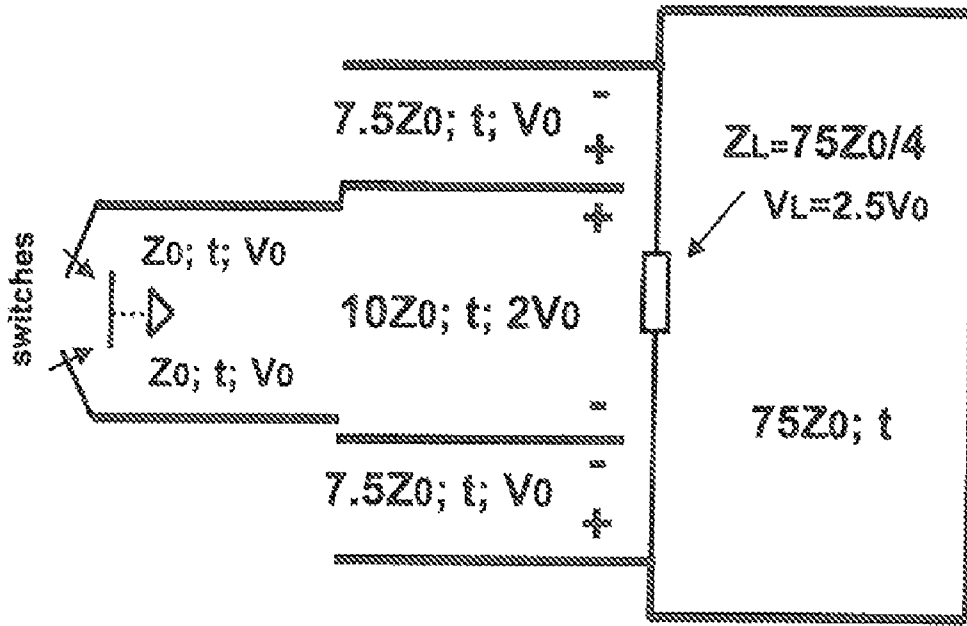 -
7.5Z0; t; V0
+
ZL=75Z0/4
VL=2.5V0
+
switches
Z0; t; V0
10Z0; t; 2V0
Z0; t; V0
-
75Z0; t
-
7.5Z0; t; V0
+